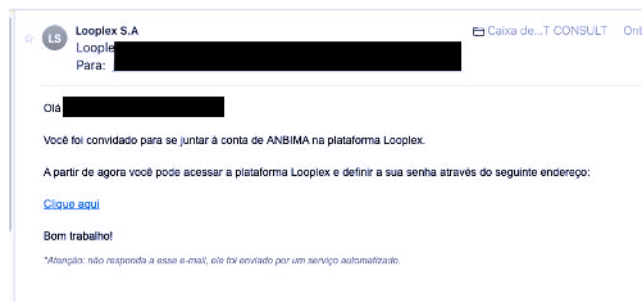 LS
Looplex S.A
Caixa de...T CONSULT
Loople
Para:
Olá
Você foi convidado para se juntar à conta de ANBIMA na plataforma Looplex.
A partir de agora você pode acessar a plataforma Looplex e definir a sua senha através do seguinte endereço:
Clique aqui
Bom trabalho!
*Atenção: não responda a esse e-mail, ele foi enviado por um serviço automatizado.